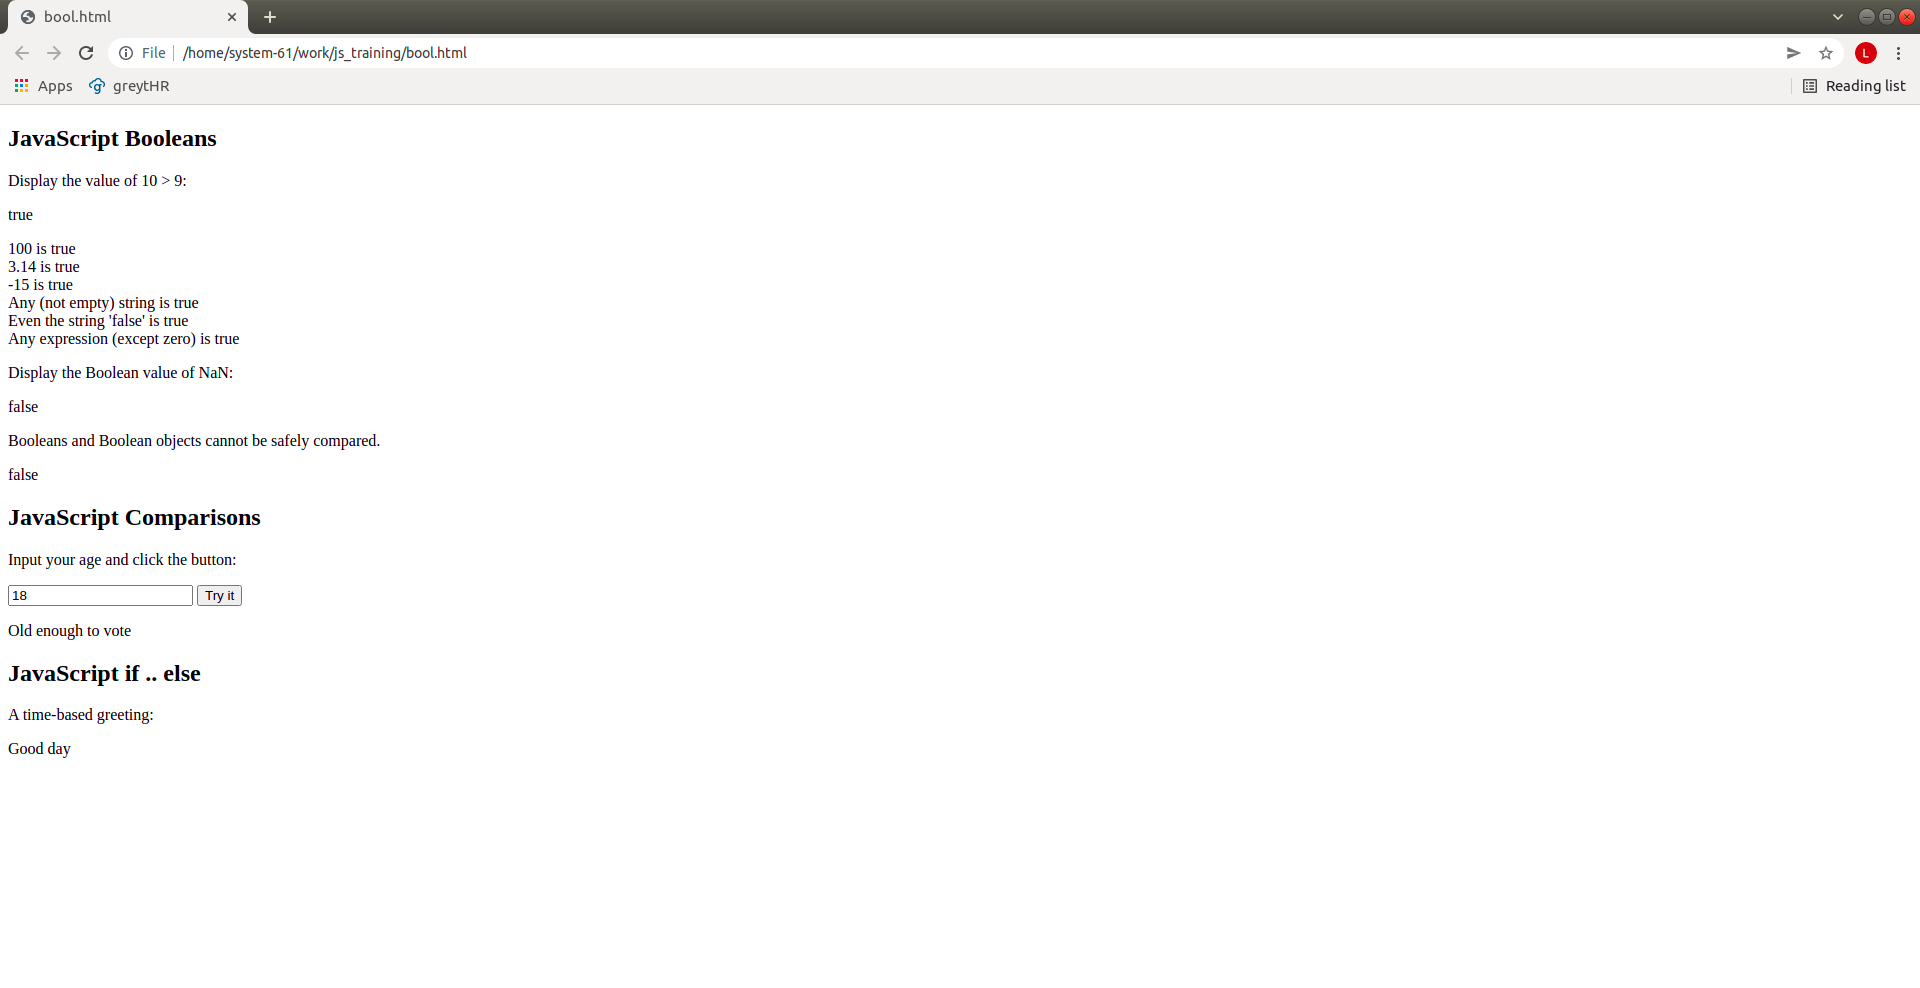 bool.html
File
/home/system-61/work/js_training/bool.html
L
Apps
greytHR
Reading list
JavaScript Booleans
Display the value of 10 > 9:
true
100 is true
3.14 is true
-15 is true
Any (not empty) string is true
Even the string 'false' is true
Any expression (except zero) is true
Display the Boolean value of NaN:
false
Booleans and Boolean objects cannot be safely compared.
false
JavaScript Comparisons
Input your age and click the button:
18
Try it
Old enough to vote
JavaScript if .. else
A time-based greeting:
Good day